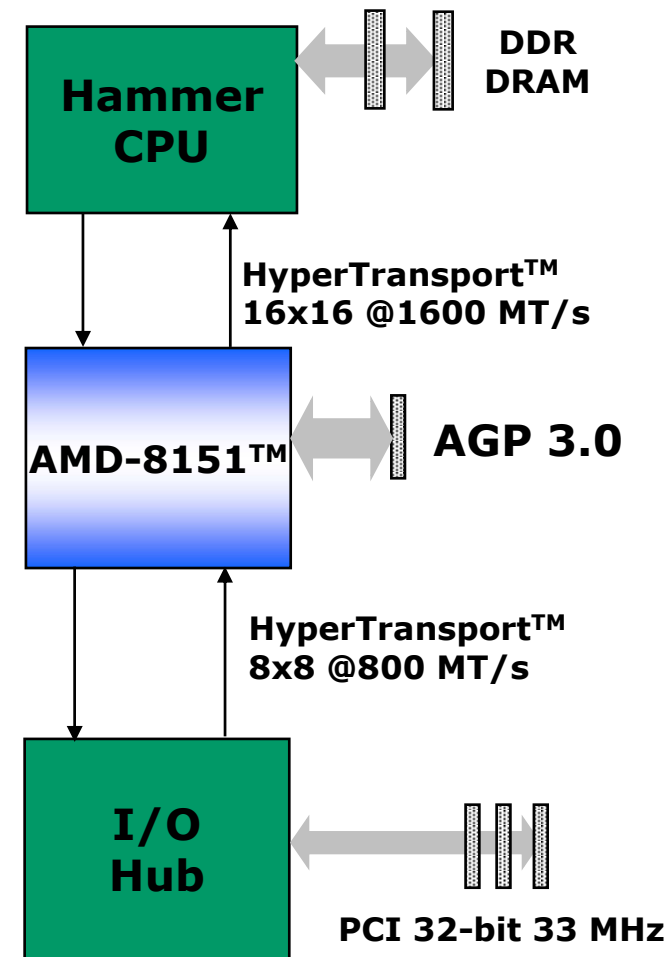 Hammer
CPU
DDR
DRAM
HyperTransport™
16x16 @1600 MT/s
AMD-8151™
AGP 3.0
HyperTransport™
8x8 @800 MT/s
I/O
Hub
PCI 32-bit 33 MHz